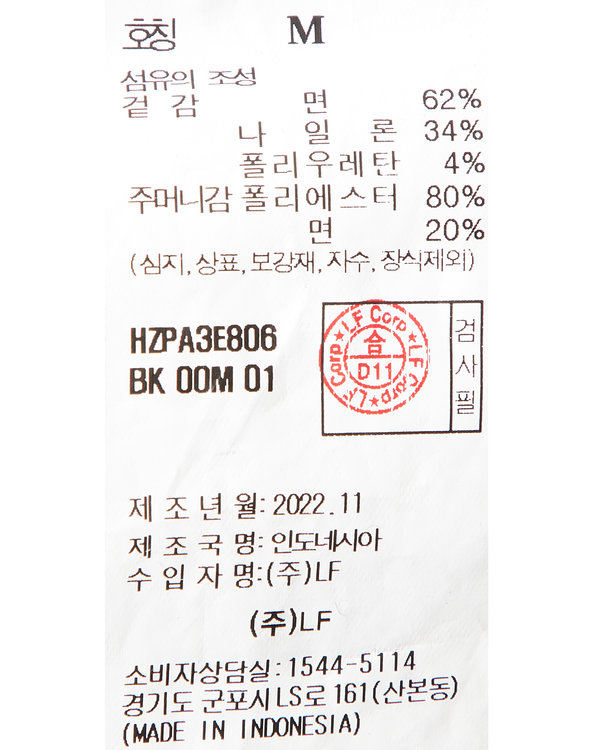 호칭 M
섬유의 조성
겉 감 면 62%
나 일 론 34%
폴리우레탄 4%
주머니감 폴리에스터 80%
면 20%
(심지, 상표, 보강재, 자수, 장식제외)
HZPA3E806
BK 00M 01
LF Corp ★ LF Corp ★ LF Corp ★
合
D11
검사필
제 조 년 월: 2022.11
제 조 국 명: 인도네시아
수 입 자 명: (주)LF
(주)LF
소비자상담실: 1544-5114
경기도 군포시 LS로 161 (산본동)
(MADE IN INDONESIA)